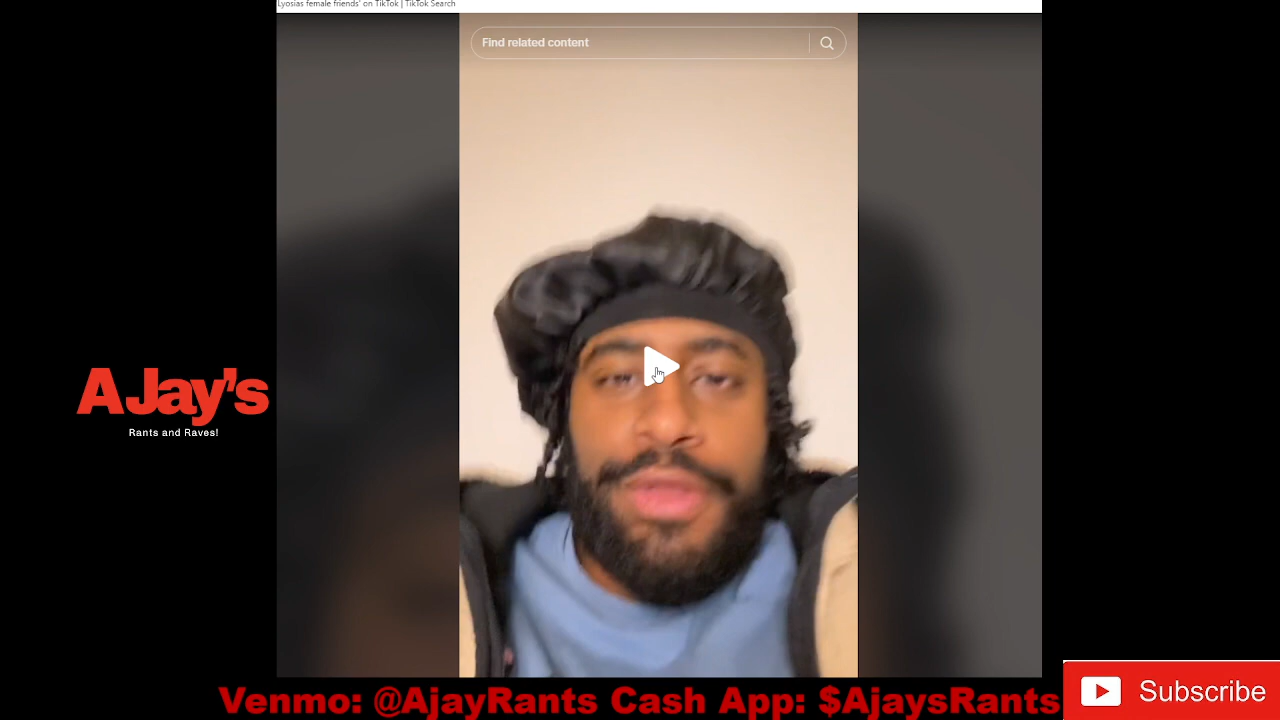 Lyosias female friends' on TikTok | TikTok Search
Find related content
AJay's
Rants and Raves!
Venmo: @AjayRants Cash App: $AjaysRants
Subscribe